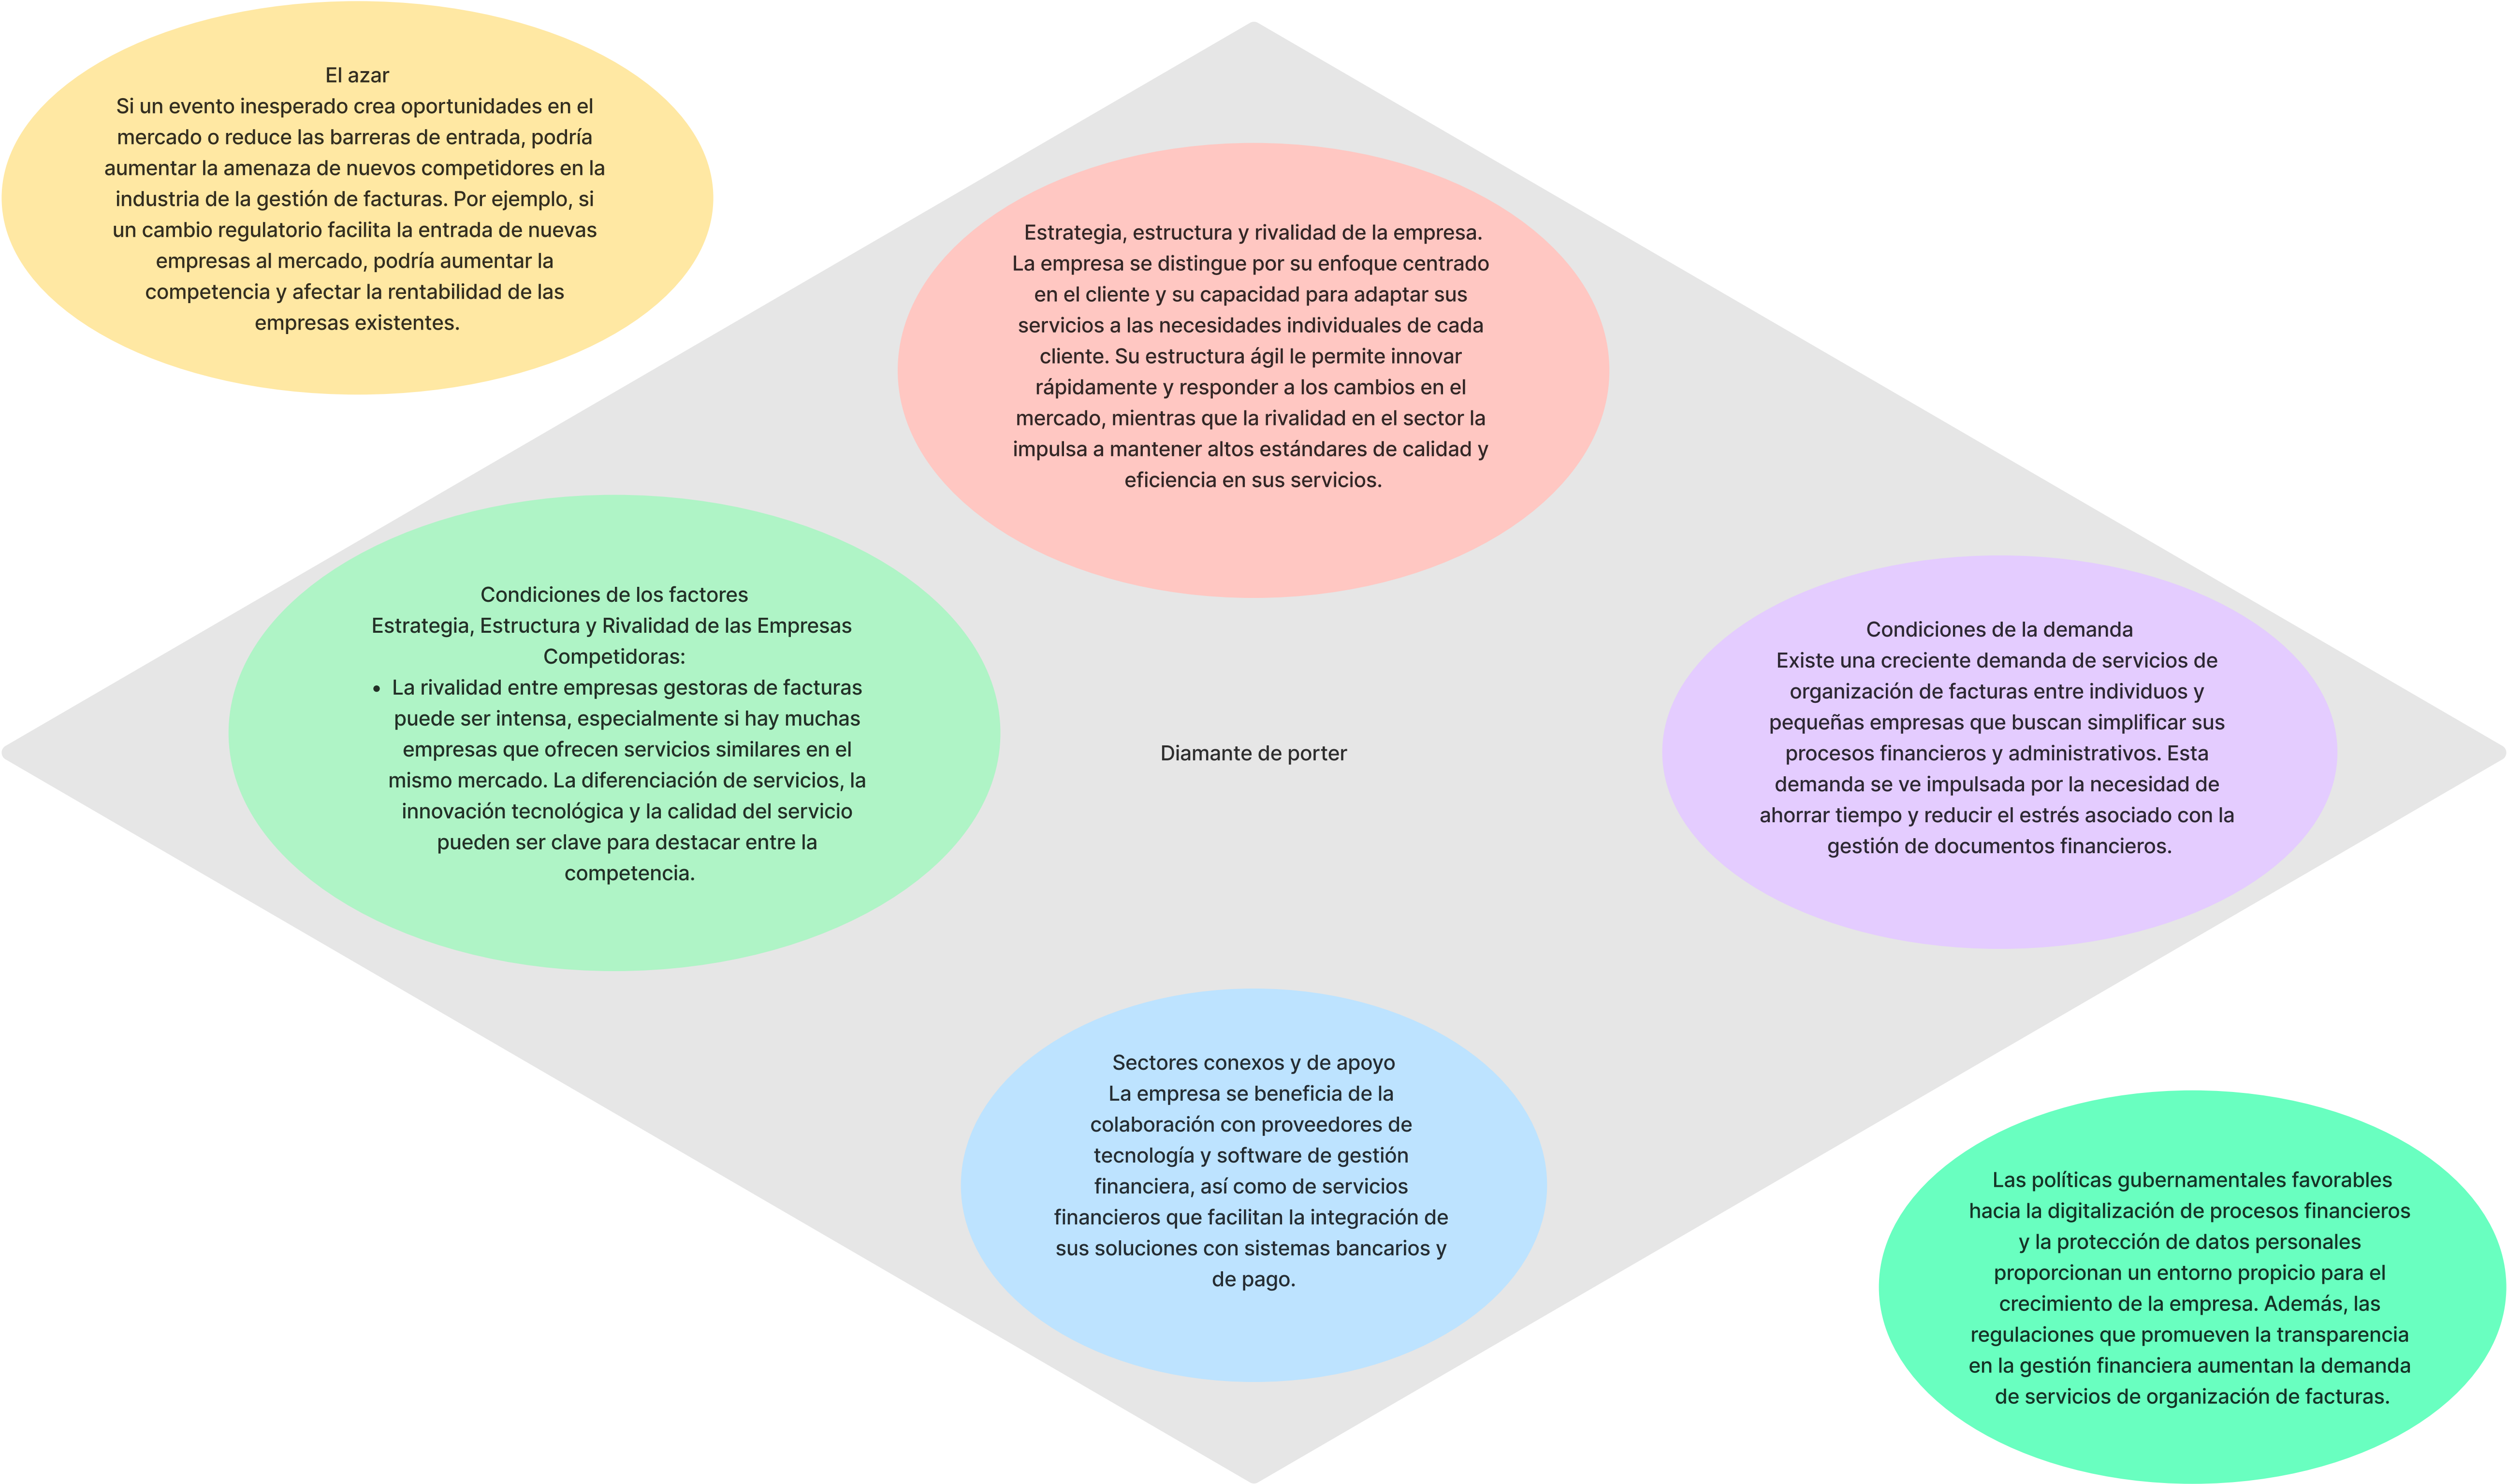 El azar
Si un evento inesperado crea oportunidades en el
mercado o reduce las barreras de entrada, podría
aumentar la amenaza de nuevos competidores en la
industria de la gestión de facturas. Por ejemplo, si
un cambio regulatorio facilita la entrada de nuevas
empresas al mercado, podría aumentar la
competencia y afectar la rentabilidad de las
empresas existentes.
Estrategia, estructura y rivalidad de la empresa.
La empresa se distingue por su enfoque centrado
en el cliente y su capacidad para adaptar sus
servicios a las necesidades individuales de cada
cliente. Su estructura ágil le permite innovar
rápidamente y responder a los cambios en el
mercado, mientras que la rivalidad en el sector la
impulsa a mantener altos estándares de calidad y
eficiencia en sus servicios.
Condiciones de los factores
Estrategia, Estructura y Rivalidad de las Empresas
Competidoras:
• La rivalidad entre empresas gestoras de facturas
puede ser intensa, especialmente si hay muchas
empresas que ofrecen servicios similares en el
mismo mercado. La diferenciación de servicios, la
innovación tecnológica y la calidad del servicio
pueden ser clave para destacar entre la
competencia.
Diamante de porter
Condiciones de la demanda
Existe una creciente demanda de servicios de
organización de facturas entre individuos y
pequeñas empresas que buscan simplificar sus
procesos financieros y administrativos. Esta
demanda se ve impulsada por la necesidad de
ahorrar tiempo y reducir el estrés asociado con la
gestión de documentos financieros.
Sectores conexos y de apoyo
La empresa se beneficia de la
colaboración con proveedores de
tecnología y software de gestión
financiera, así como de servicios
financieros que facilitan la integración de
sus soluciones con sistemas bancarios y
de pago.
Las políticas gubernamentales favorables
hacia la digitalización de procesos financieros
y la protección de datos personales
proporcionan un entorno propicio para el
crecimiento de la empresa. Además, las
regulaciones que promueven la transparencia
en la gestión financiera aumentan la demanda
de servicios de organización de facturas.